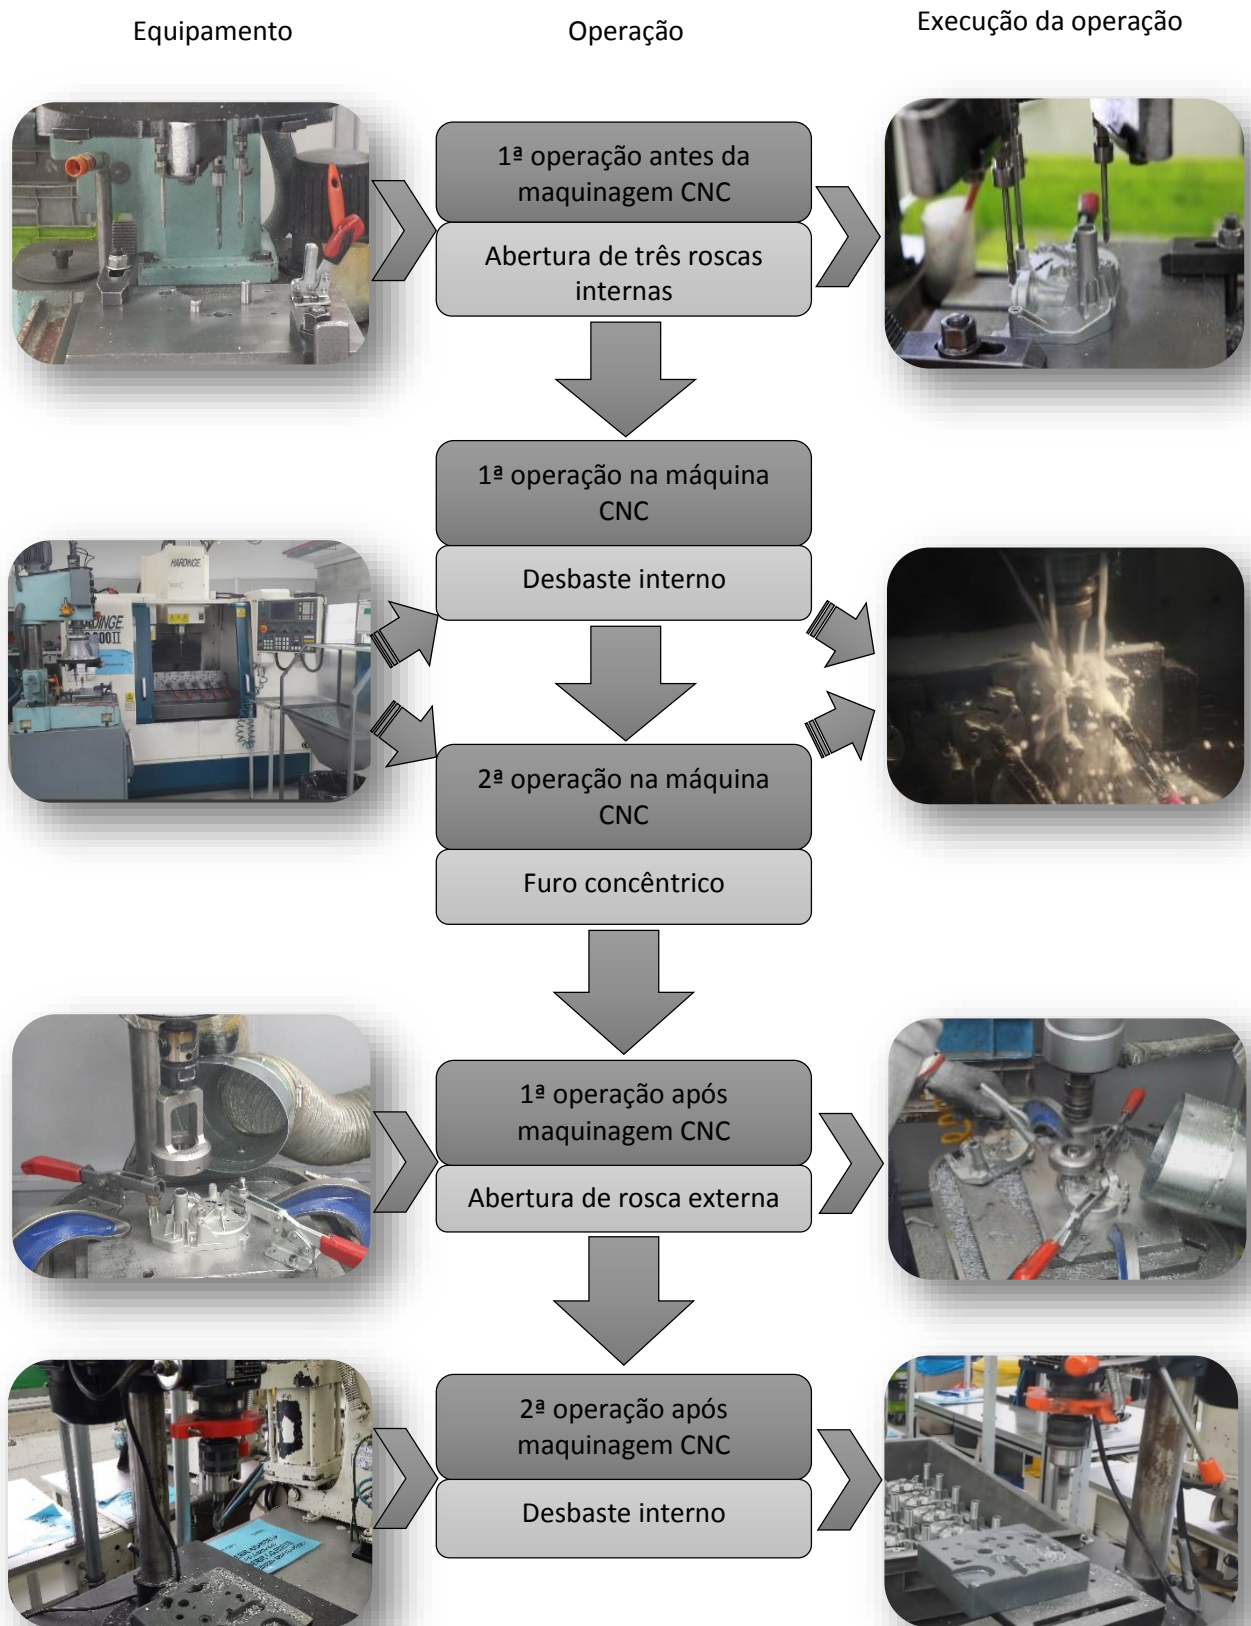 Equipamento
Operação
Execução da operação
1ª operação antes da
maquinagem CNC
Abertura de três roscas
internas
1ª operação na máquina
CNC
Desbaste interno
HARDINGE
2ª operação na máquina
CNC
Furo concêntrico
1ª operação após
maquinagem CNC
Abertura de rosca externa
2ª operação após
maquinagem CNC
Desbaste interno